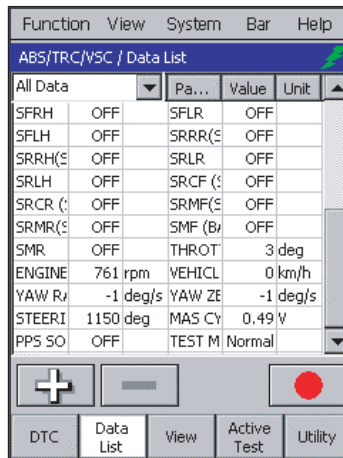 Function View System Bar Help
ABS/TRC/VSC / Data List
All Data Pa... Value Unit
SFRH OFF SFLR OFF
SFLH OFF SRRR(S OFF
SRRH(S OFF SRLR OFF
SRLH OFF SRCF (S OFF
SRCR (S OFF SRMF(S OFF
SRMR(S OFF SMF (BA OFF
SMR OFF THROT 3 deg
ENGINE 761 rpm VEHICL 0 km/h
YAW RA -1 deg/s YAW ZE -1 deg/s
STEERI 1150 deg MAS CY 0.49 V
PPS SO OFF TEST M Normal
DTC Data List View Active Test Utility